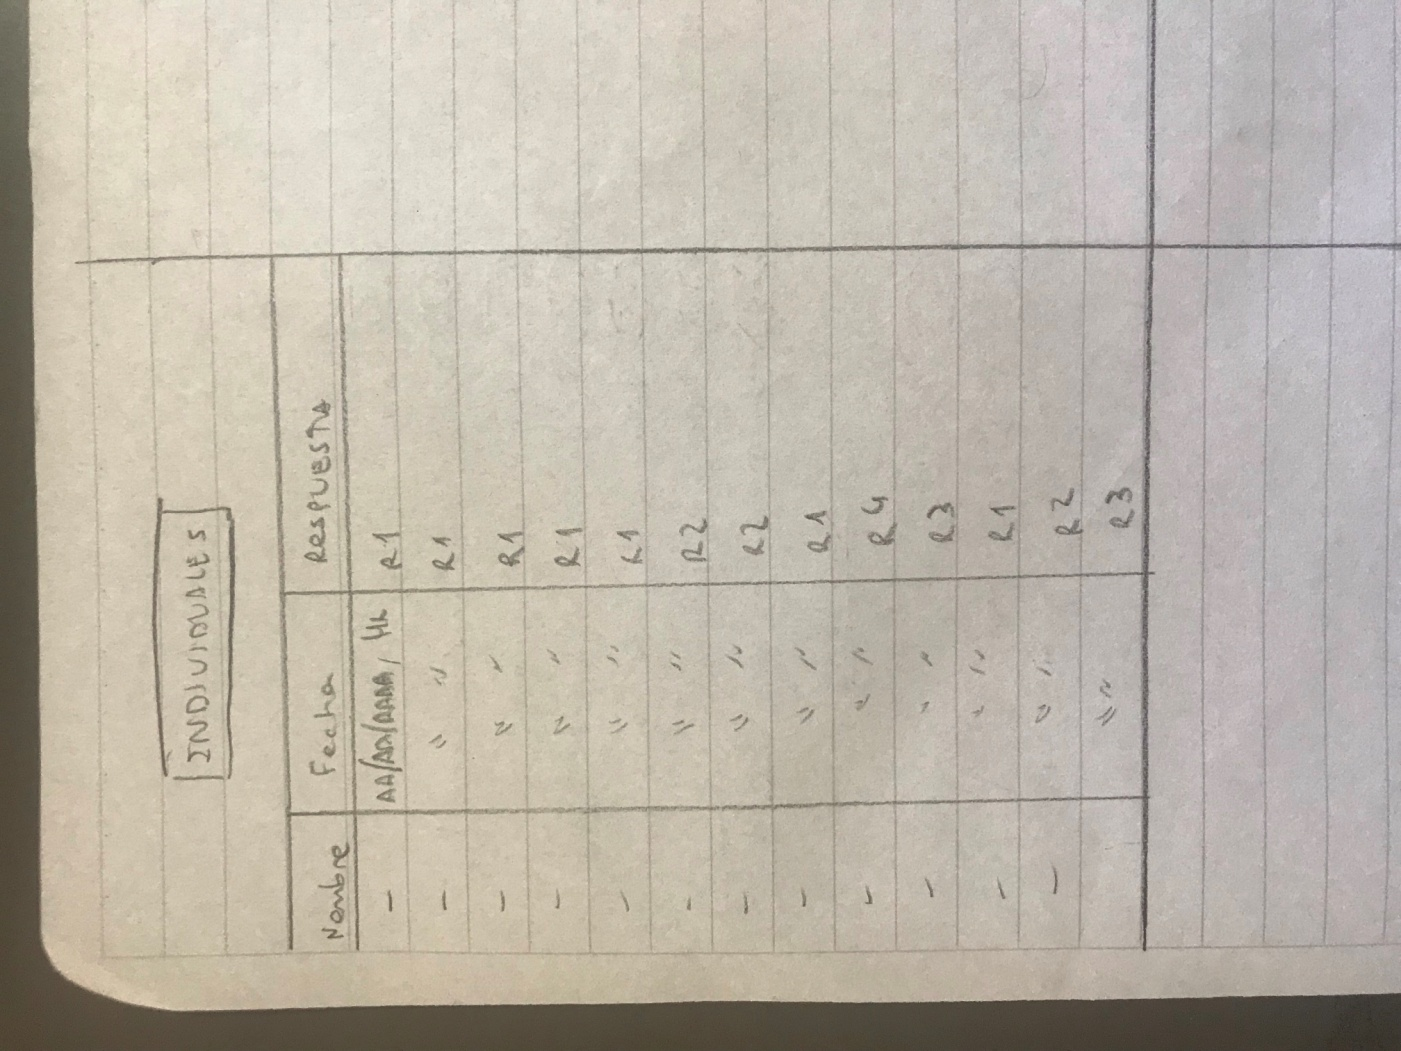 INDIVIDUALES
Nombre Fecha RESPUESTA
- AA/AA/AAAA, HH R1
- " " R1
- " " R1
- " " R1
- " " R1
- " " R2
- " " R2
- " " R1
- " " R4
- " " R3
- " " R1
- " " R2
" " R3